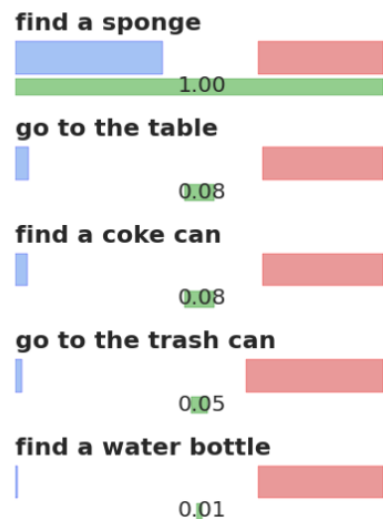 find a sponge
1.00
go to the table
0.08
find a coke can
0.08
go to the trash can
0.05
find a water bottle
0.01